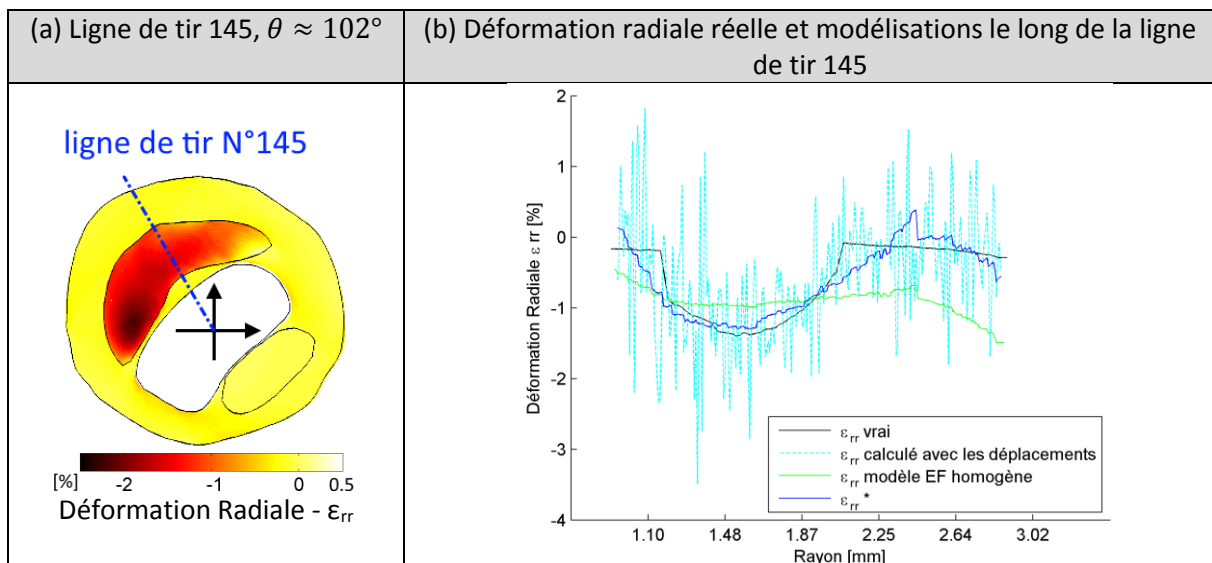 (a) Ligne de tir 145, θ ≈ 102°
(b) Déformation radiale réelle et modélisations le long de la ligne
de tir 145
ligne de tir N°145
[%]
-2
-1
0
0.5
Déformation Radiale - εrr
Déformation Radiale ε rr [%]
2
1
0
-1
-2
-3
-4
1.10
1.48
1.87
2.25
2.64
3.02
Rayon [mm]
εrr vrai
εrr calculé avec les déplacements
εrr modèle EF homogène
εrr *